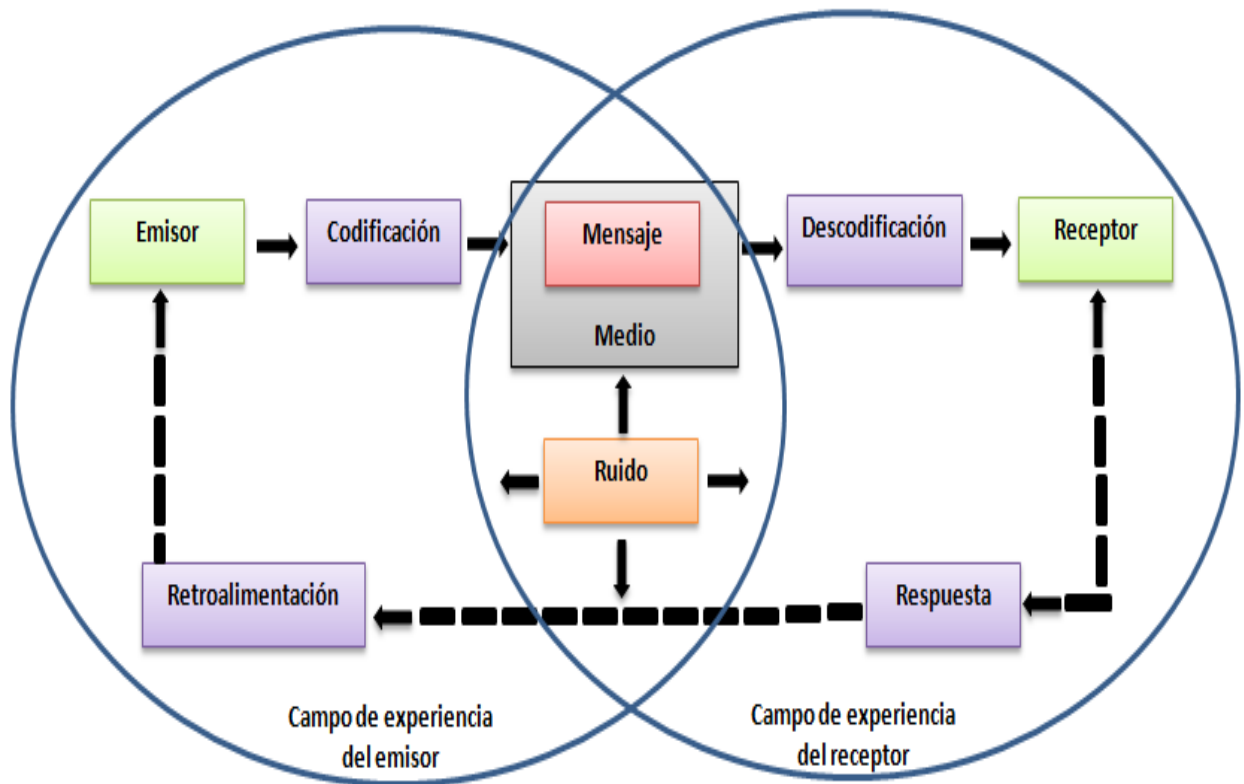 Emisor
Codificación
Mensaje
Medio
Descodificación
Receptor
Ruido
Retroalimentación
Respuesta
Campo de experiencia
del emisor
Campo de experiencia
del receptor